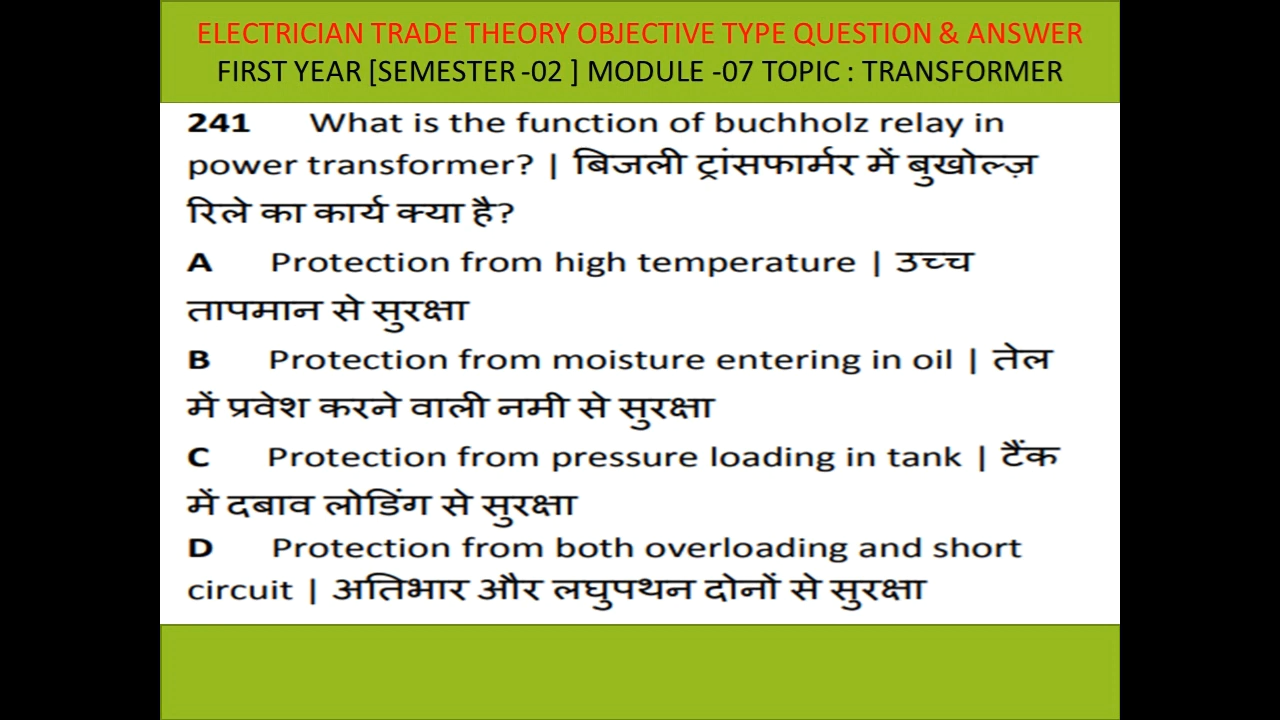 ELECTRICIAN TRADE THEORY OBJECTIVE TYPE QUESTION & ANSWER
FIRST YEAR [SEMESTER -02 ] MODULE -07 TOPIC : TRANSFORMER
241 What is the function of buchholz relay in
power transformer? | बिजली ट्रांसफार्मर में बुखोल्ज़
रिले का कार्य क्या है?
A Protection from high temperature | उच्च
तापमान से सुरक्षा
B Protection from moisture entering in oil | तेल
में प्रवेश करने वाली नमी से सुरक्षा
C Protection from pressure loading in tank | टैंक
में दबाव लोडिंग से सुरक्षा
D Protection from both overloading and short
circuit | अतिभार और लघुपथन दोनों से सुरक्षा